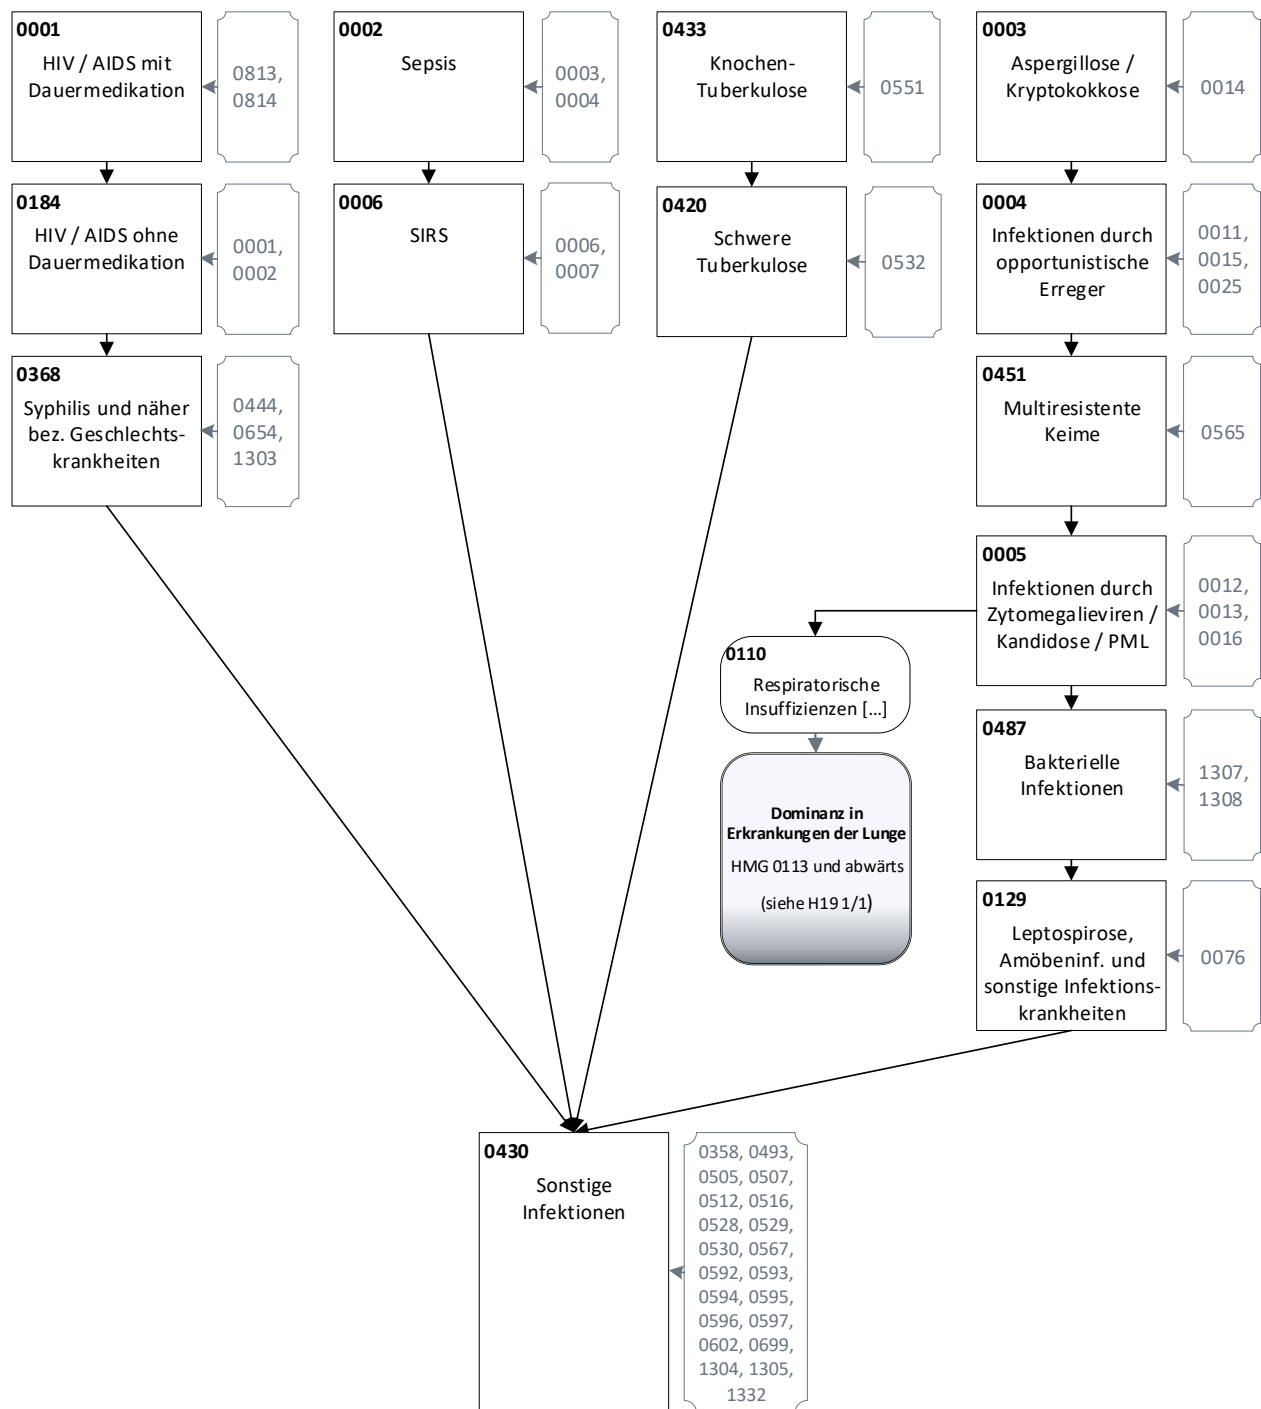 0001
HIV / AIDS mit
Dauermedikation
0813,
0814
0002
Sepsis
0003,
0004
0433
Knochen-
Tuberkulose
0551
0003
Aspergillose /
Kryptokokkose
0014
0184
HIV / AIDS ohne
Dauermedikation
0001,
0002
0006
SIRS
0006,
0007
0420
Schwere
Tuberkulose
0532
0004
Infektionen durch
opportunistische
Erreger
0011,
0015,
0025
0368
Syphilis und näher
bez. Geschlechts-
krankheiten
0444,
0654,
1303
0451
Multiresistente
Keime
0565
0005
Infektionen durch
Zytomegalieviren /
Kandidose / PML
0012,
0013,
0016
0110
Respiratorische
Insuffizienzen [...]
Dominanz in
Erkrankungen der Lunge
HMG 0113 und abwärts
(siehe H19 1/1)
0487
Bakterielle
Infektionen
1307,
1308
0129
Leptospirose,
Amöbeninf. und
sonstige Infektions-
krankheiten
0076
0430
Sonstige
Infektionen
0358, 0493,
0505, 0507,
0512, 0516,
0528, 0529,
0530, 0567,
0592, 0593,
0594, 0595,
0596, 0597,
0602, 0699,
1304, 1305,
1332